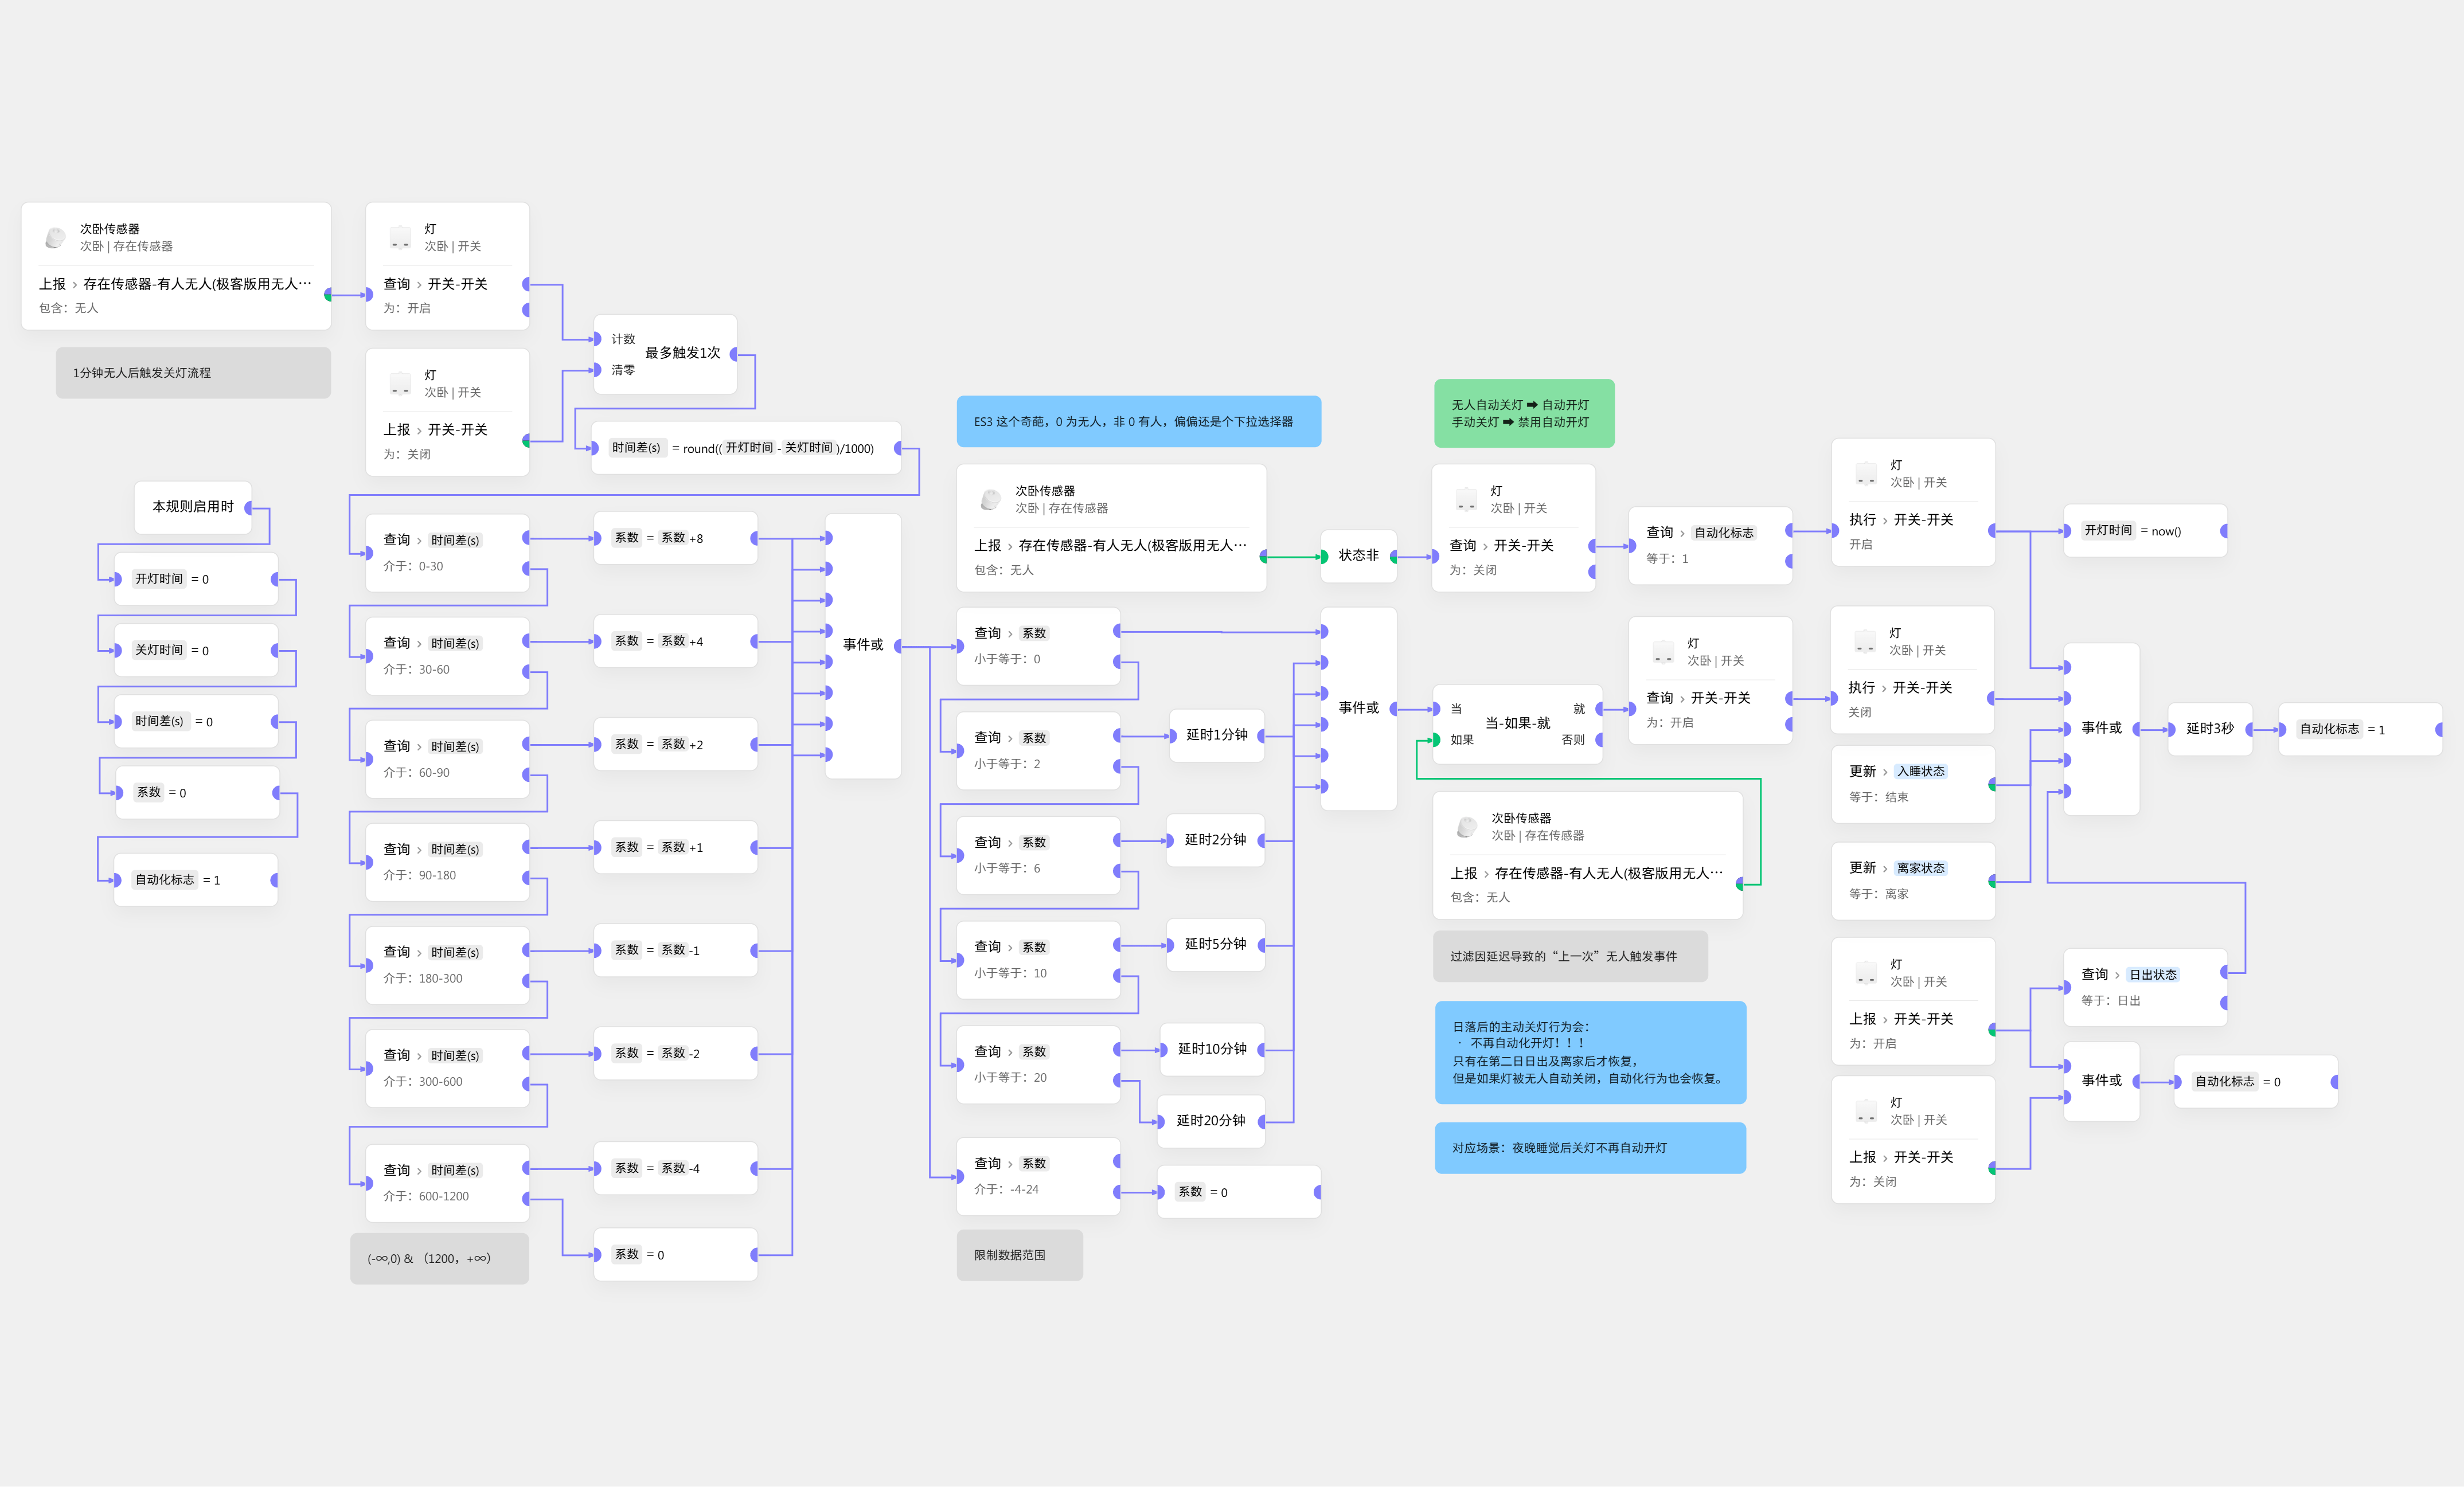 次卧传感器
次卧 | 存在传感器
上报 › 存在传感器-有人无人(极客版用无人···
包含：无人
1分钟无人后触发关灯流程
灯
次卧 | 开关
查询 › 开关-开关
为：开启
灯
次卧 | 开关
上报 › 开关-开关
为：关闭
计数
清零
最多触发1次
时间差(s) = round((开灯时间-关灯时间)/1000)
本规则启用时
开灯时间 = 0
关灯时间 = 0
时间差(s) = 0
系数 = 0
自动化标志 = 1
查询 › 时间差(s)
介于：0-30
系数 = 系数+8
查询 › 时间差(s)
介于：30-60
系数 = 系数+4
查询 › 时间差(s)
介于：60-90
系数 = 系数+2
查询 › 时间差(s)
介于：90-180
系数 = 系数+1
查询 › 时间差(s)
介于：180-300
系数 = 系数-1
查询 › 时间差(s)
介于：300-600
系数 = 系数-2
查询 › 时间差(s)
介于：600-1200
系数 = 系数-4
(-∞,0) & （1200，+∞）
系数 = 0
事件或
ES3 这个奇葩，0 为无人，非 0 有人，偏偏还是个下拉选择器
次卧传感器
次卧 | 存在传感器
上报 › 存在传感器-有人无人(极客版用无人···
包含：无人
状态非
查询 › 系数
小于等于：0
查询 › 系数
小于等于：2
延时1分钟
查询 › 系数
小于等于：6
延时2分钟
查询 › 系数
小于等于：10
延时5分钟
查询 › 系数
小于等于：20
延时10分钟
延时20分钟
查询 › 系数
介于：-4-24
系数 = 0
限制数据范围
事件或
无人自动关灯 ➡ 自动开灯
手动关灯 ➡ 禁用自动开灯
灯
次卧 | 开关
查询 › 开关-开关
为：关闭
查询 › 自动化标志
等于：1
灯
次卧 | 开关
执行 › 开关-开关
开启
开灯时间 = now()
当
如果
当-如果-就
就
否则
灯
次卧 | 开关
查询 › 开关-开关
为：开启
灯
次卧 | 开关
执行 › 开关-开关
关闭
次卧传感器
次卧 | 存在传感器
上报 › 存在传感器-有人无人(极客版用无人···
包含：无人
过滤因延迟导致的“上一次”无人触发事件
日落后的主动关灯行为会：
· 不再自动化开灯！！！
只有在第二日日出及离家后才恢复，
但是如果灯被无人自动关闭，自动化行为也会恢复。
对应场景：夜晚睡觉后关灯不再自动开灯
更新 › 入睡状态
等于：结束
更新 › 离家状态
等于：离家
事件或
延时3秒
自动化标志 = 1
灯
次卧 | 开关
上报 › 开关-开关
为：开启
查询 › 日出状态
等于：日出
灯
次卧 | 开关
上报 › 开关-开关
为：关闭
事件或
自动化标志 = 0